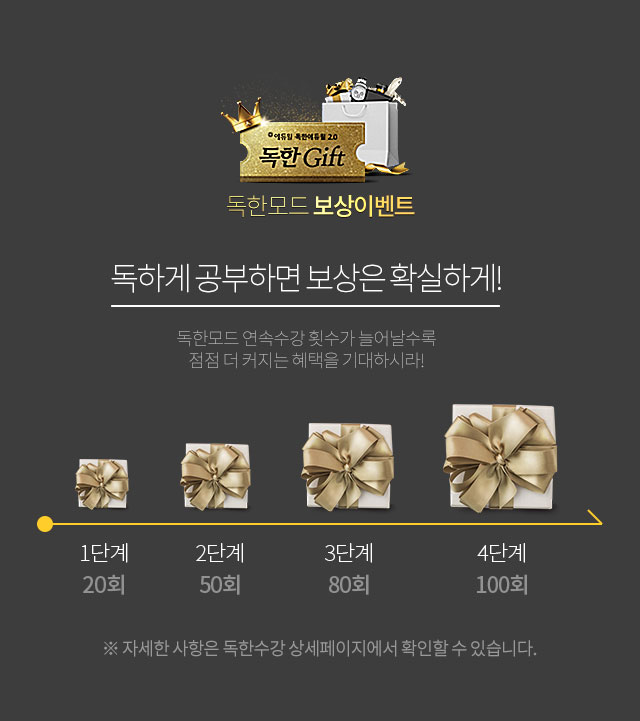 에듀윌 독한에듀윌 2.0
독한 Gift
독한모드 보상이벤트
독하게 공부하면 보상은 확실하게!
독한모드 연속수강 횟수가 늘어날수록
점점 더 커지는 혜택을 기대하시라!
1단계 2단계 3단계 4단계
20회 50회 80회 100회
※ 자세한 사항은 독한수강 상세페이지에서 확인할 수 있습니다.